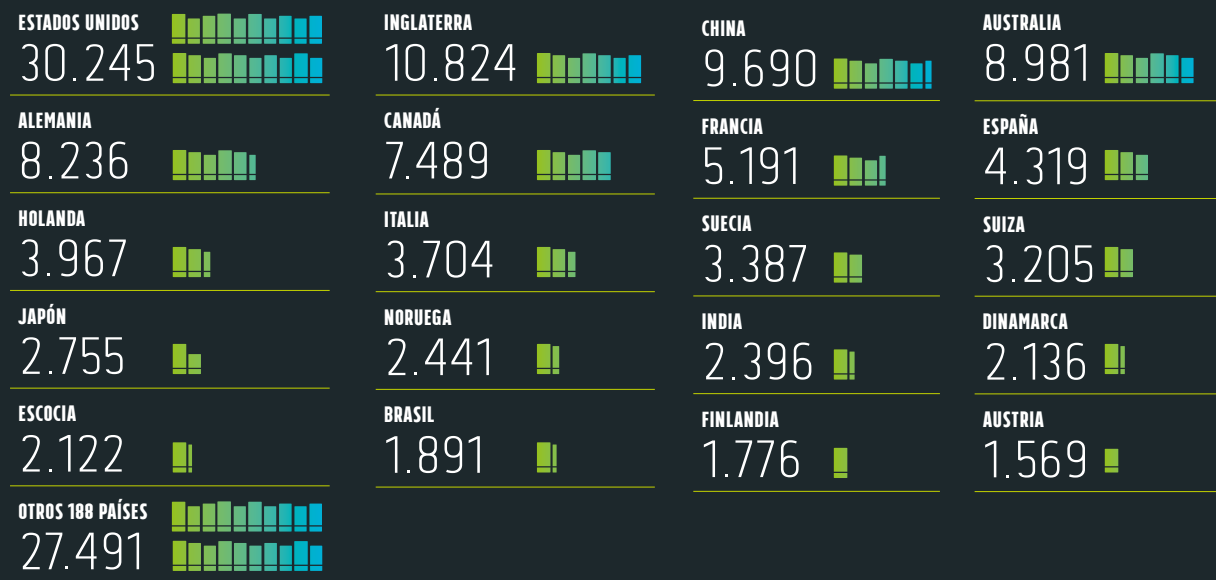 ESTADOS UNIDOS
30.245
INGLATERRA
10.824
CHINA
9.690
AUSTRALIA
8.981
ALEMANIA
8.236
CANADÁ
7.489
FRANCIA
5.191
ESPAÑA
4.319
HOLANDA
3.967
ITALIA
3.704
SUECIA
3.387
SUIZA
3.205
JAPÓN
2.755
NORUEGA
2.441
INDIA
2.396
DINAMARCA
2.136
ESCOCIA
2.122
BRASIL
1.891
FINLANDIA
1.776
AUSTRIA
1.569
OTROS 188 PAÍSES
27.491